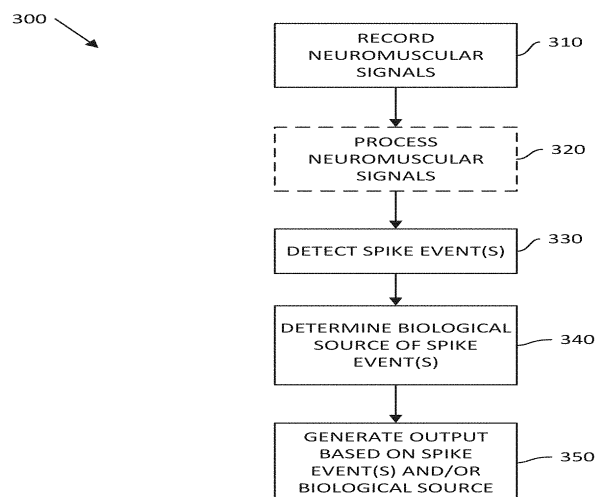 300
RECORD
NEUROMUSCULAR
SIGNALS
310
PROCESS
NEUROMUSCULAR
SIGNALS
320
DETECT SPIKE EVENT(S)
330
DETERMINE BIOLOGICAL
SOURCE OF SPIKE
EVENT(S)
340
GENERATE OUTPUT
BASED ON SPIKE
EVENT(S) AND/OR
BIOLOGICAL SOURCE
350